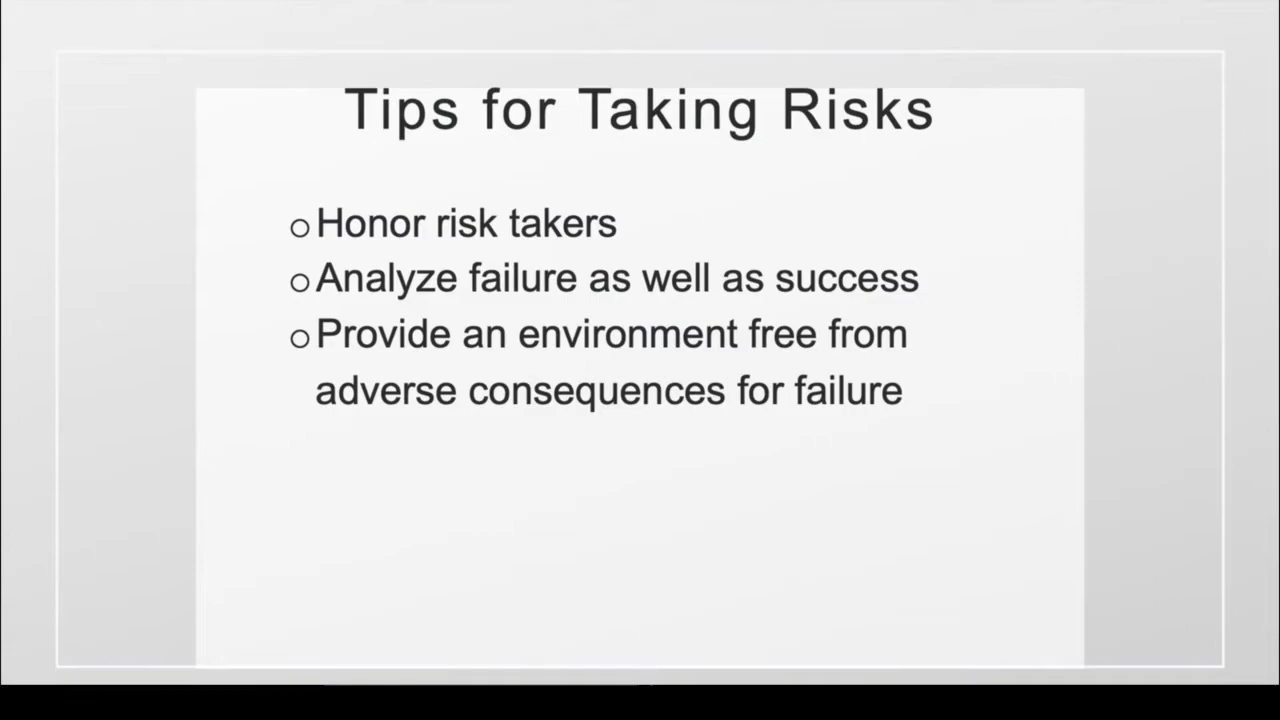 Tips for Taking Risks
○ Honor risk takers
○ Analyze failure as well as success
○ Provide an environment free from
adverse consequences for failure